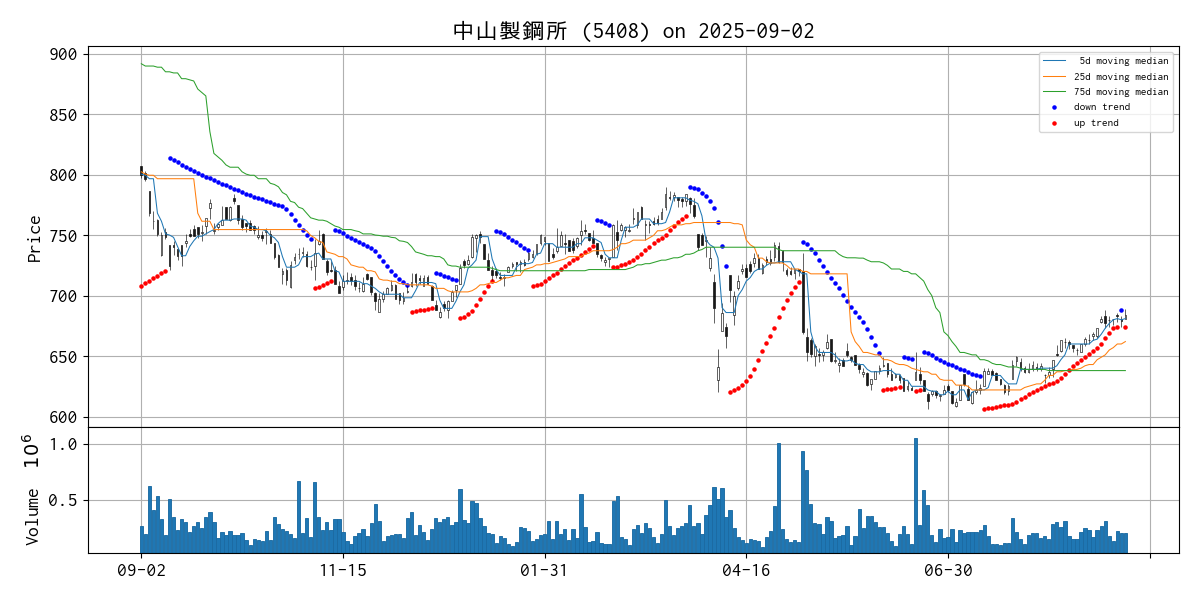 中山製鋼所 (5408) on 2025-09-02
5d moving median
25d moving median
75d moving median
down trend
up trend
Price
900
850
800
750
700
650
600
Volume 10^6
1.0
0.5
09-02 11-15 01-31 04-16 06-30